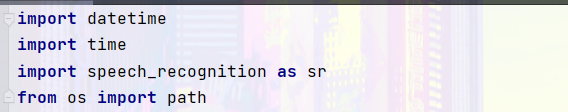 import datetime
import time
import speech_recognition as sr
from os import path